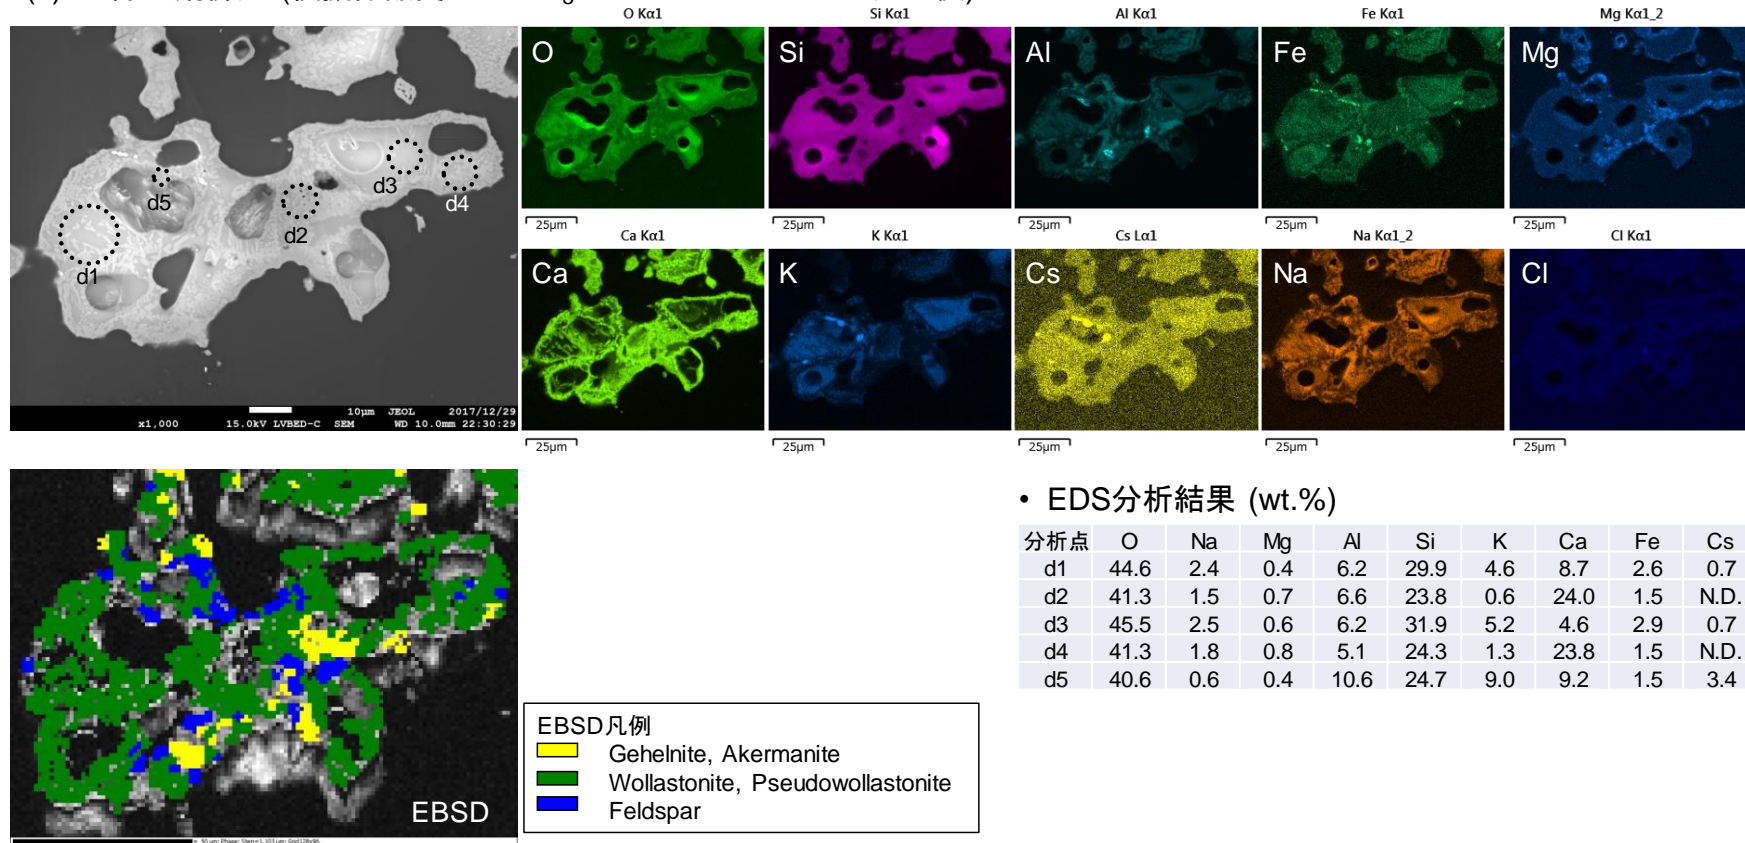 O Kα1
Si Kα1
Al Kα1
Fe Kα1
Mg Kα1_2
O
Si
Al
Fe
Mg
d3
d5
d4
d2
d1
25μm
25μm
25μm
25μm
25μm
Ca Kα1
K Kα1
Cs Lα1
Na Kα1_2
Cl Kα1
Ca
K
Cs
Na
Cl
10μm JEOL 2017/12/29
x1,000 15.0kV LVBED-C SEM WD 10.0mm 22:30:29
25μm
25μm
25μm
25μm
25μm
• EDS分析結果 (wt.%)
分析点 O Na Mg Al Si K Ca Fe Cs
d1 44.6 2.4 0.4 6.2 29.9 4.6 8.7 2.6 0.7
d2 41.3 1.5 0.7 6.6 23.8 0.6 24.0 1.5 N.D.
d3 45.5 2.5 0.6 6.2 31.9 5.2 4.6 2.9 0.7
d4 41.3 1.8 0.8 5.1 24.3 1.3 23.8 1.5 N.D.
d5 40.6 0.6 0.4 10.6 24.7 9.0 9.2 1.5 3.4
EBSD凡例
Gehelnite, Akermanite
Wollastonite, Pseudowollastonite
Feldspar
EBSD